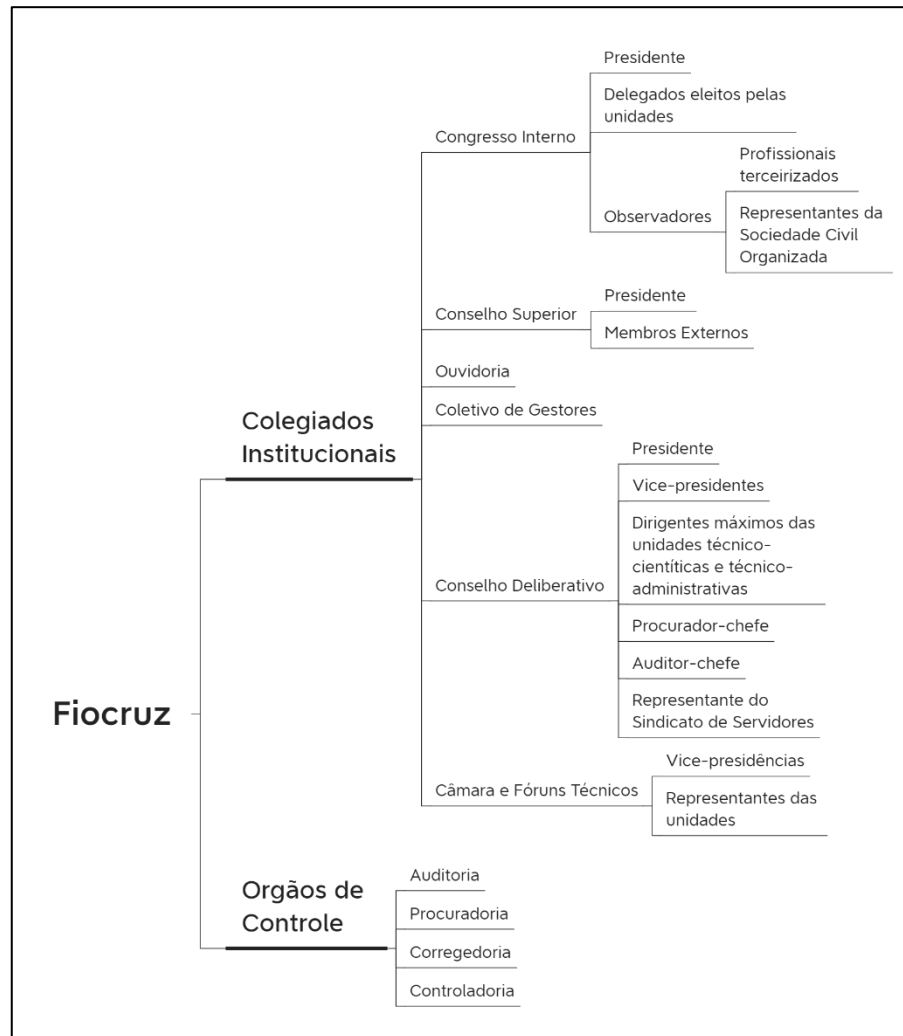 Presidente
Delegados eleitos pelas
unidades
Congresso Interno
Profissionais
terceirizados
Observadores
Representantes da
Sociedade Civil
Organizada
Presidente
Conselho Superior
Membros Externos
Ouvidoria
Coletivo de Gestores
Colegiados
Institucionais
Presidente
Vice-presidentes
Dirigentes máximos das
unidades técnico-
científicas e técnico-
administrativas
Conselho Deliberativo
Procurador-chefe
Auditor-chefe
Representante do
Sindicato de Servidores
Fiocruz
Vice-presidências
Câmara e Fóruns Técnicos
Representantes das
unidades
Orgãos de
Controle
Auditoria
Procuradoria
Corregedoria
Controladoria